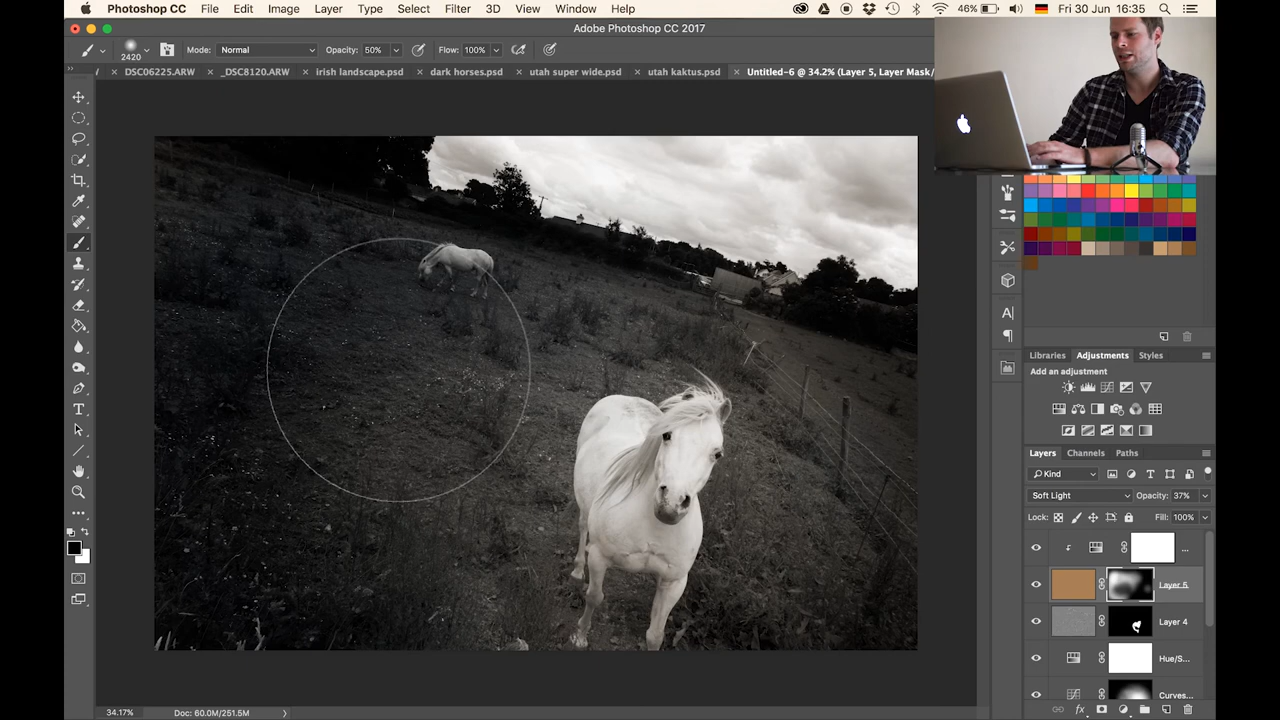 Photoshop CC File Edit Image Layer Type Select Filter 3D View Window Help 46% Fri 30 Jun 16:35
Adobe Photoshop CC 2017
2420 Mode: Normal Opacity: 50% Flow: 100%
DSC06225.ARW × _DSC8120.ARW × irish landscape.psd × dark horses.psd × utah super wide.psd × utah kaktus.psd × Untitled-6 @ 34.2% (Layer 5, Layer Mask/
Libraries Adjustments Styles
Add an adjustment
Layers Channels Paths
Kind
Soft Light Opacity: 37%
Lock: Fill: 100%
...
Layer 5
Layer 4
Hue/S...
Curves...
34.17% Doc: 60.0M/251.5M